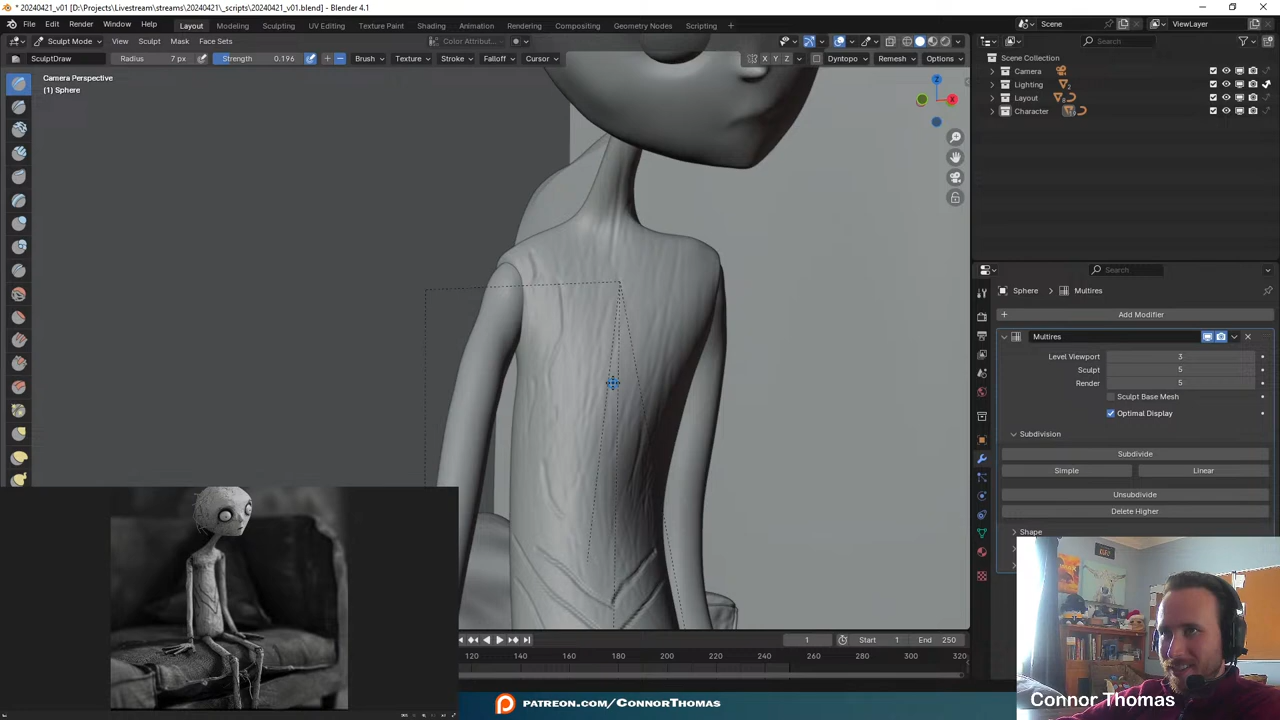 * 20240421_v01 [D:\Projects\Livestream\streams\20240421\_scripts\20240421_v01.blend] - Blender 4.1
File Edit Render Window Help Layout Modeling Sculpting UV Editing Texture Paint Shading Animation Rendering Compositing Geometry Nodes Scripting + Scene ViewLayer
Sculpt Mode View Sculpt Mask Face Sets Color Attribut... Search
SculptDraw Radius 7 px Strength 0.196 Brush Texture Stroke Falloff Cursor X Y Z Dyntopo Remesh Options
Camera Perspective
(1) Sphere
Z
X
Scene Collection
Camera
Lighting 2
Layout
Character
Search
Sphere Multires
Add Modifier
Multires
Level Viewport 3
Sculpt 5
Render 5
Sculpt Base Mesh
Optimal Display
Subdivision
Subdivide
Simple Linear
Unsubdivide
Delete Higher
Shape
1 Start 1 End 250
120 140 160 180 200 220 240 260 280 300 320
PATREON.COM/CONNORTHOMAS
Connor Thomas